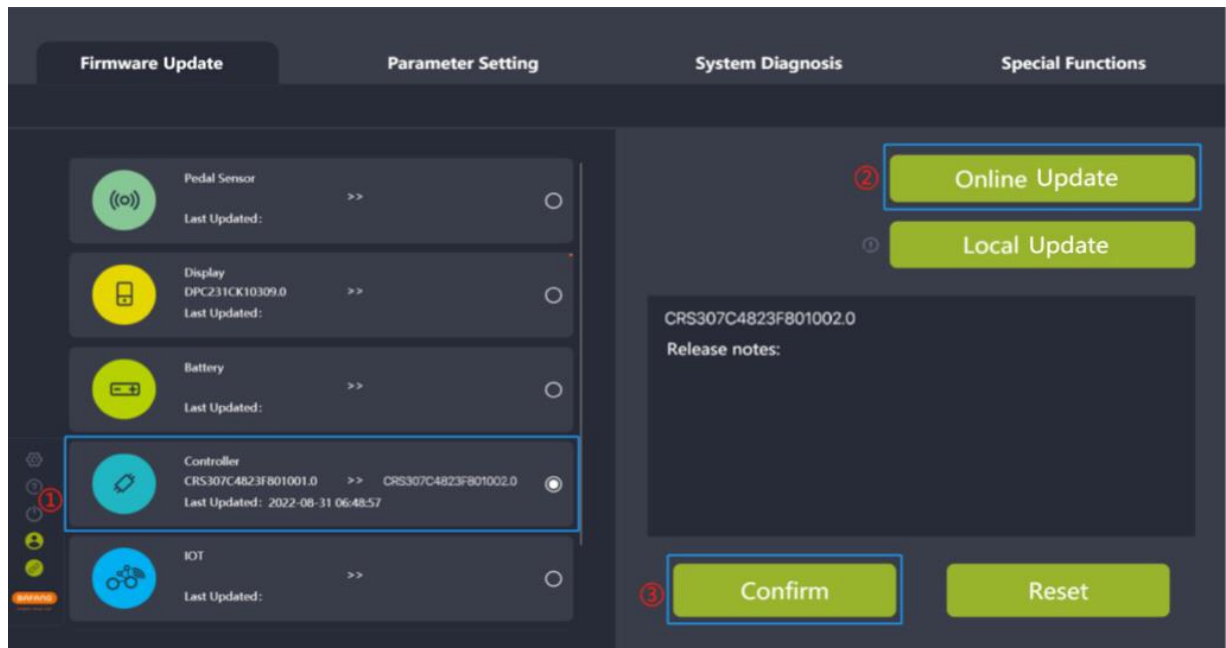 Firmware Update
Parameter Setting
System Diagnosis
Special Functions
Pedal Sensor
>>
Last Updated:
Display
DPC231CK10309.0 >>
Last Updated:
Battery
>>
Last Updated:
Controller
CRS307C4823F801001.0 >> CRS307C4823F801002.0
Last Updated: 2022-08-31 06:48:57
①
IOT
>>
Last Updated:
BAFANG
② Online Update
Local Update
CRS307C4823F801002.0
Release notes:
③ Confirm
Reset